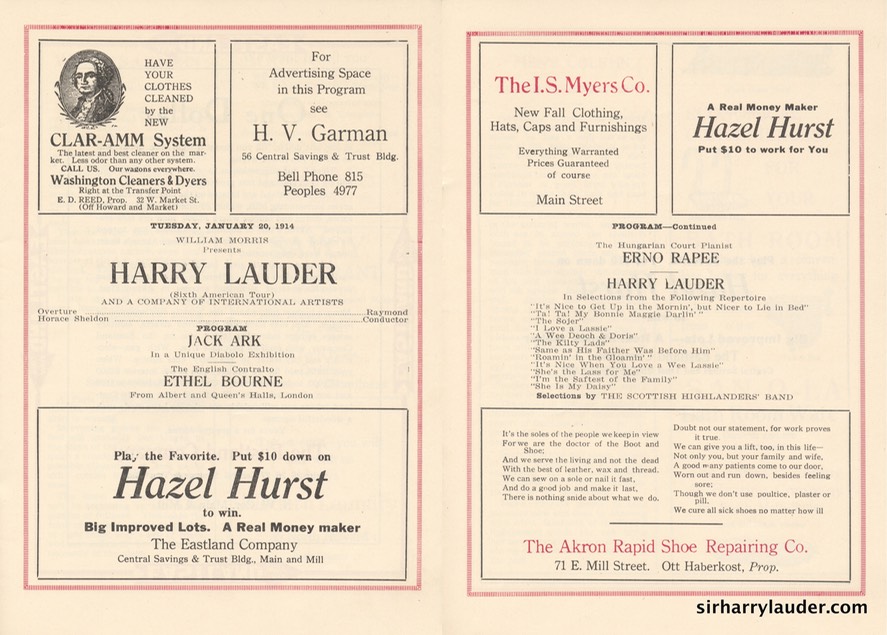 HAVE
YOUR
CLOTHES
CLEANED
by the
NEW
CLAR-AMM System
The latest and best cleaner on the mar-
ket. Less odor than any other system.
CALL US. Our wagons everywhere.
Washington Cleaners & Dyers
Right at the Transfer Point
E. D. REED, Prop. 32 W. Market St.
(Off Howard and Market)
For
Advertising Space
in this Program
see
H. V. Garman
56 Central Savings & Trust Bldg.
Bell Phone 815
Peoples 4977
TUESDAY, JANUARY 20, 1914
WILLIAM MORRIS
Presents
HARRY LAUDER
(Sixth American Tour)
AND A COMPANY OF INTERNATIONAL ARTISTS
Overture Raymond
Horace Sheldon Conductor
PROGRAM
JACK ARK
In a Unique Diabolo Exhibition
The English Contralto
ETHEL BOURNE
From Albert and Queen's Halls, London
Play the Favorite. Put $10 down on
Hazel Hurst
to win.
Big Improved Lots. A Real Money maker
The Eastland Company
Central Savings & Trust Bldg., Main and Mill
The I. S. Myers Co.
New Fall Clothing,
Hats, Caps and Furnishings
Everything Warranted
Prices Guaranteed
of course
Main Street
A Real Money Maker
Hazel Hurst
Put $10 to work for You
PROGRAM—Continued
The Hungarian Court Pianist
ERNO RAPEE
HARRY LAUDER
In Selections from the Following Repertoire
"It's Nice to Get Up in the Mornin', but Nicer to Lie in Bed"
"Ta! Ta! My Bonnie Maggie Darlin'"
"The Sojer"
"I Love a Lassie"
"A Wee Deoch & Doris"
"The Kilty Lads"
"Same as His Faither Was Before Him"
"Roamin' in the Gloamin'"
"It's Nice When You Love a Wee Lassie"
"She's the Lass for Me"
"I'm the Saftest of the Family"
"She Is My Daisy"
Selections by THE SCOTTISH HIGHLANDERS' BAND
It's the soles of the people we keep in view
For we are the doctor of the Boot and
Shoe;
And we serve the living and not the dead
With the best of leather, wax and thread.
We can sew on a sole or nail it fast,
And do a good job and make it last,
There is nothing snide about what we do,
Doubt not our statement, for work proves
it true.
We can give you a lift, too, in this life—
Not only you, but your family and wife,
A good many patients come to our door,
Worn out and run down, besides feeling
sore;
Though we don't use poultice, plaster or
pill.
We cure all sick shoes no matter how ill
The Akron Rapid Shoe Repairing Co.
71 E. Mill Street. Ott Haberkost, Prop.
sirharrylauder.com